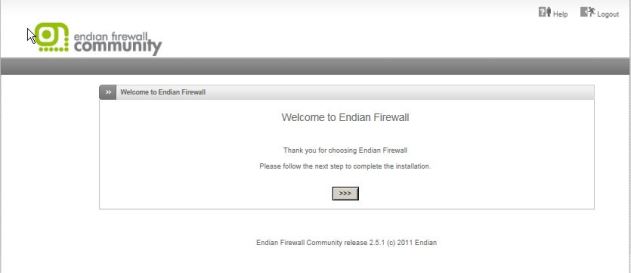 Help
Logout
endian firewall
community
>> Welcome to Endian Firewall
Welcome to Endian Firewall
Thank you for choosing Endian Firewall
Please follow the next step to complete the installation.
>>>
Endian Firewall Community release 2.5.1 (c) 2011 Endian